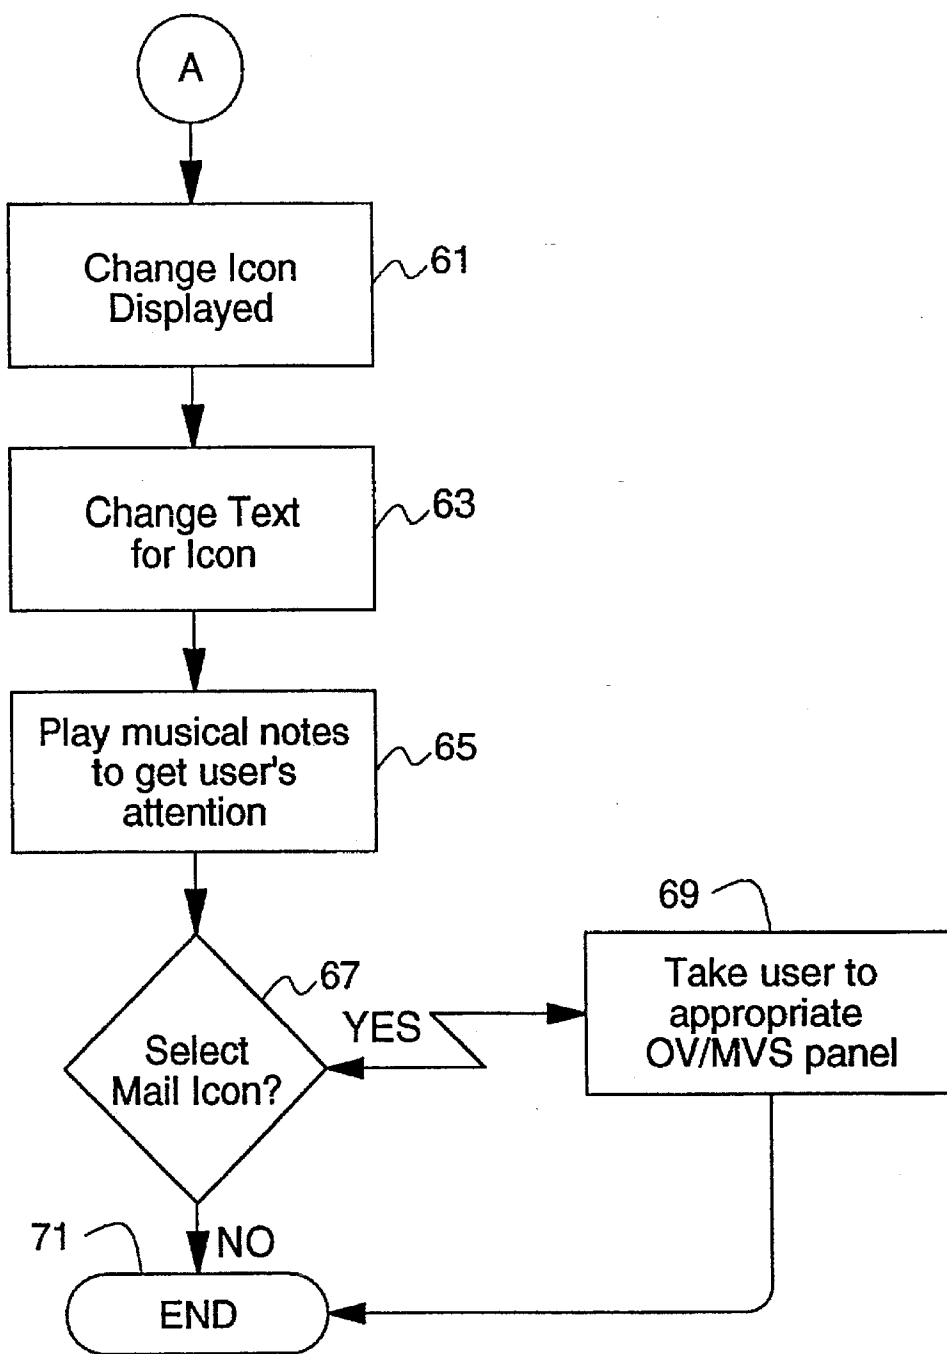 A
Change Icon
Displayed
61
Change Text
for Icon
63
Play musical notes
to get user's
attention
65
67
Select
Mail Icon?
YES
69
Take user to
appropriate
OV/MVS panel
NO
71
END